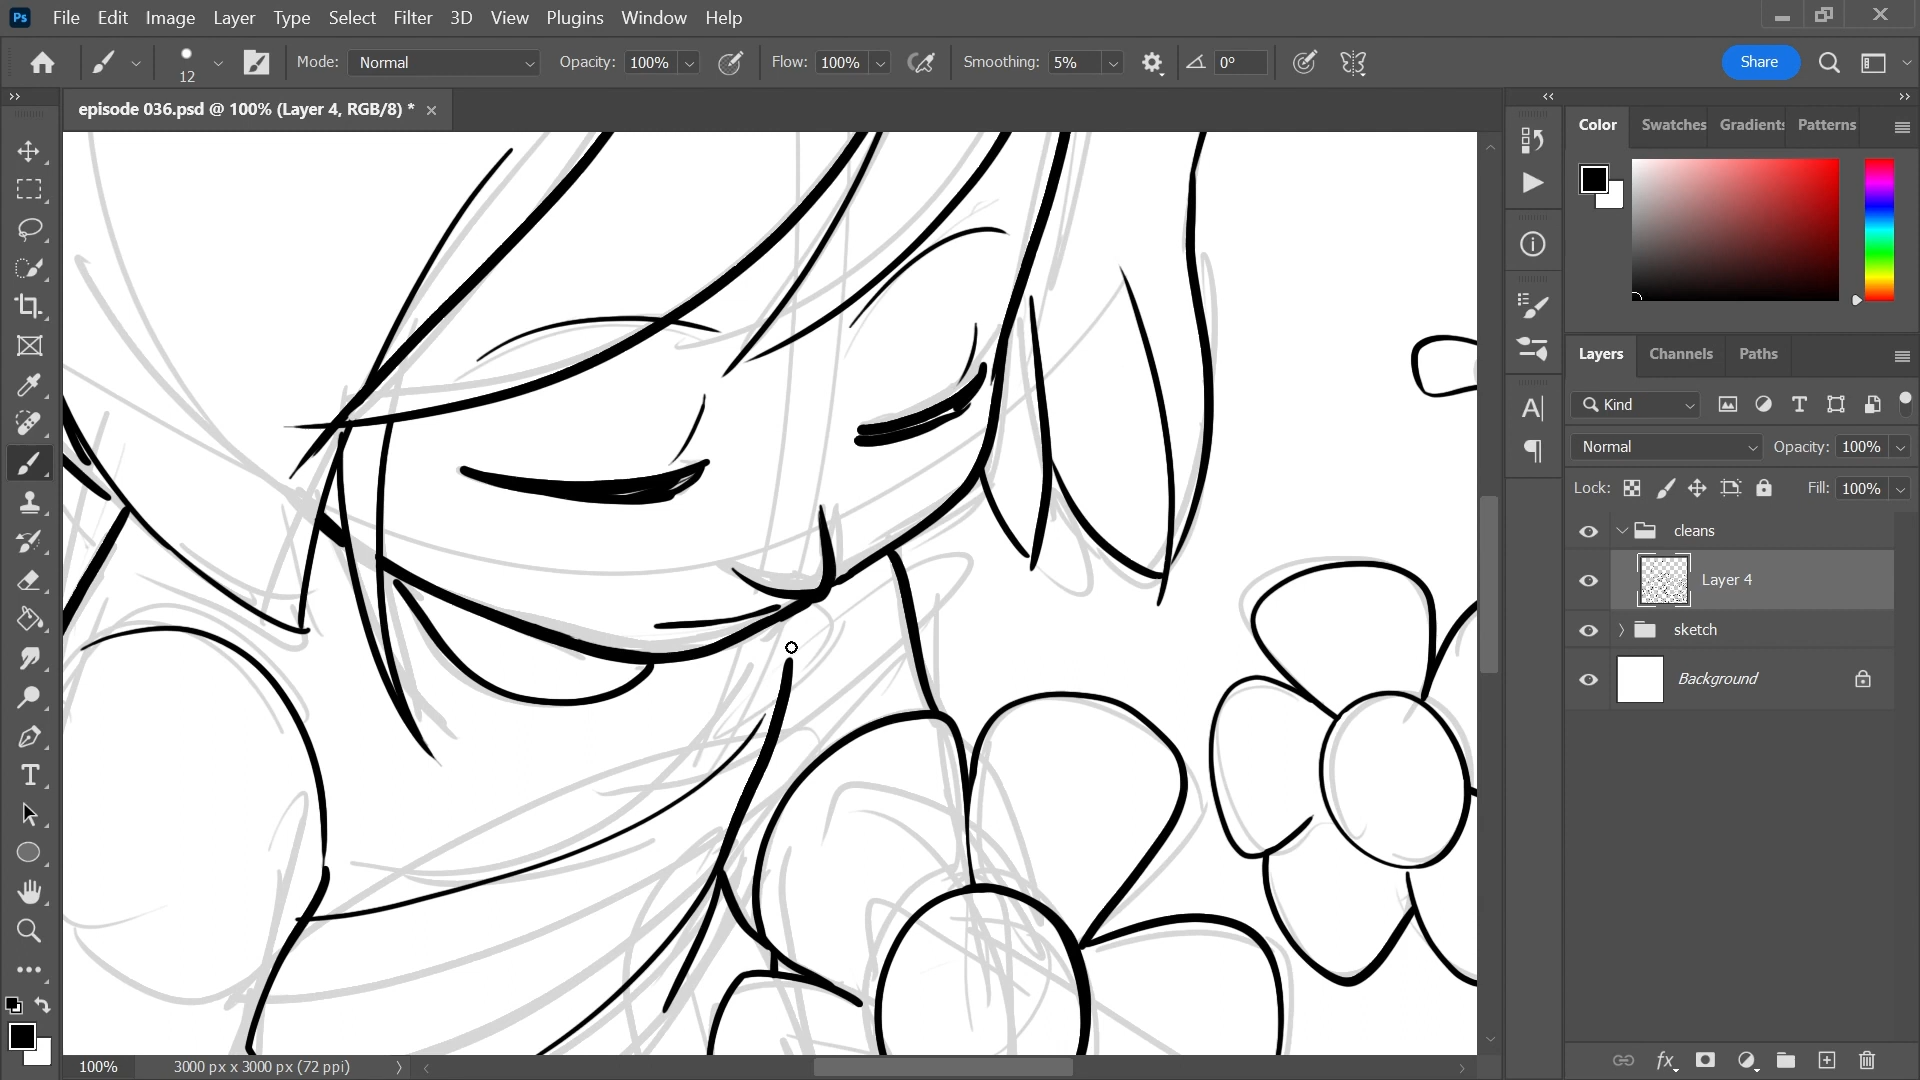 Ps File Edit Image Layer Type Select Filter 3D View Plugins Window Help
12 Mode: Normal Opacity: 100% Flow: 100% Smoothing: 5% 0° Share
episode 036.psd @ 100% (Layer 4, RGB/8) *
Color Swatches Gradients Patterns
Layers Channels Paths
Kind
Normal Opacity: 100%
Lock: Fill: 100%
cleans
Layer 4
sketch
Background
100% 3000 px x 3000 px (72 ppi)
fx